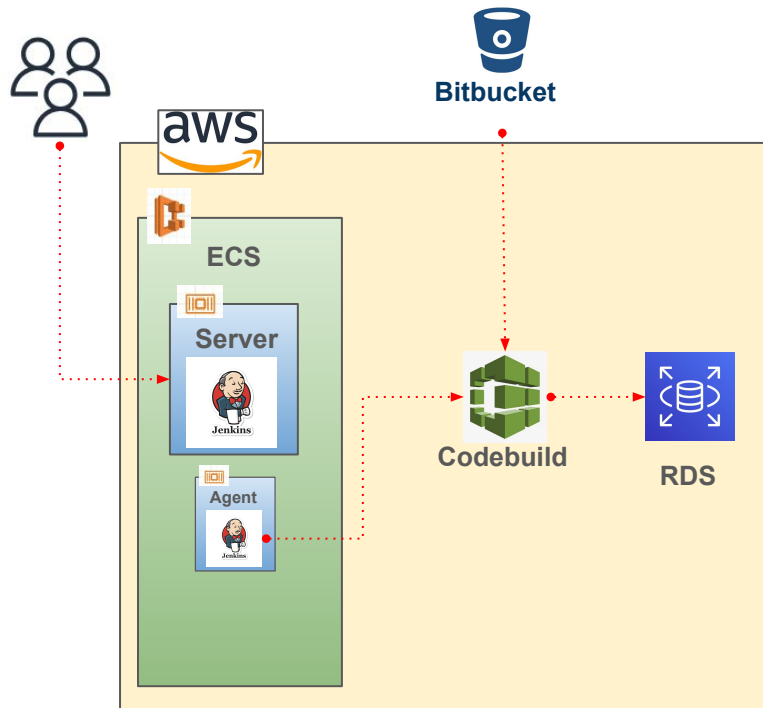 Bitbucket
aws
ECS
Server
Jenkins
Agent
Jenkins
Codebuild
RDS